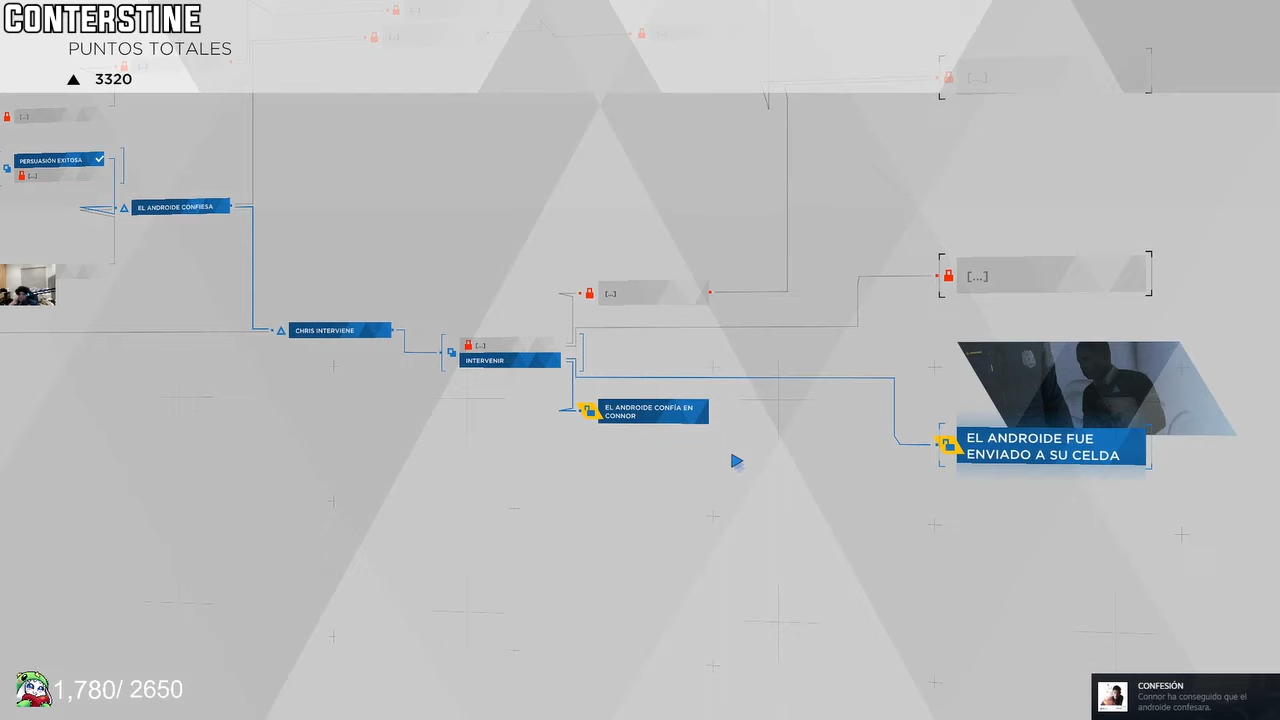 CONTERSTINE
PUNTOS TOTALES
3320
[...]
[...]
[...]
[...]
[...]
[...]
PERSUASIÓN EXITOSA
[...]
EL ANDROIDE CONFIESA
[...]
[...]
CHRIS INTERVIENE
[...]
INTERVENIR
EL ANDROIDE CONFÍA EN
CONNOR
EL ANDROIDE FUE
ENVIADO A SU CELDA
1,780/ 2650
CONFESIÓN
Connor ha conseguido que el
androide confesara.